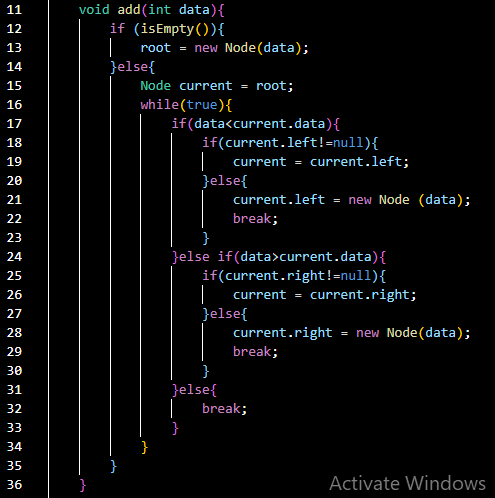 11 void add(int data){
12 if (isEmpty()){
13 root = new Node(data);
14 }else{
15 Node current = root;
16 while(true){
17 if(data<current.data){
18 if(current.left!=null){
19 current = current.left;
20 }else{
21 current.left = new Node (data);
22 break;
23 }
24 }else if(data>current.data){
25 if(current.right!=null){
26 current = current.right;
27 }else{
28 current.right = new Node(data);
29 break;
30 }
31 }else{
32 break;
33 }
34 }
35 }
36 }
Activate Windows